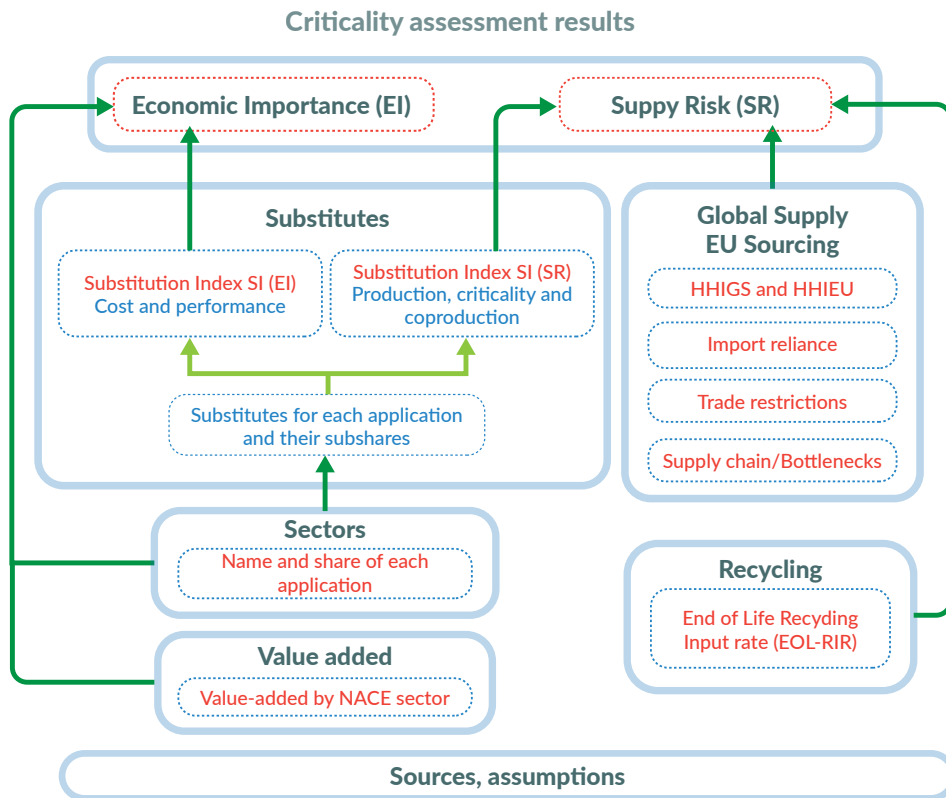 Criticality assessment results
Economic Importance (EI)
Suppy Risk (SR)
Substitutes
Substitution Index SI (EI)
Cost and performance
Substitution Index SI (SR)
Production, criticality and
coproduction
Substitutes for each application
and their subshares
Global Supply
EU Sourcing
HHIGS and HHIEU
Import reliance
Trade restrictions
Supply chain/Bottlenecks
Sectors
Name and share of each
application
Value added
Value-added by NACE sector
Recycling
End of Life Recyding
Input rate (EOL-RIR)
Sources, assumptions